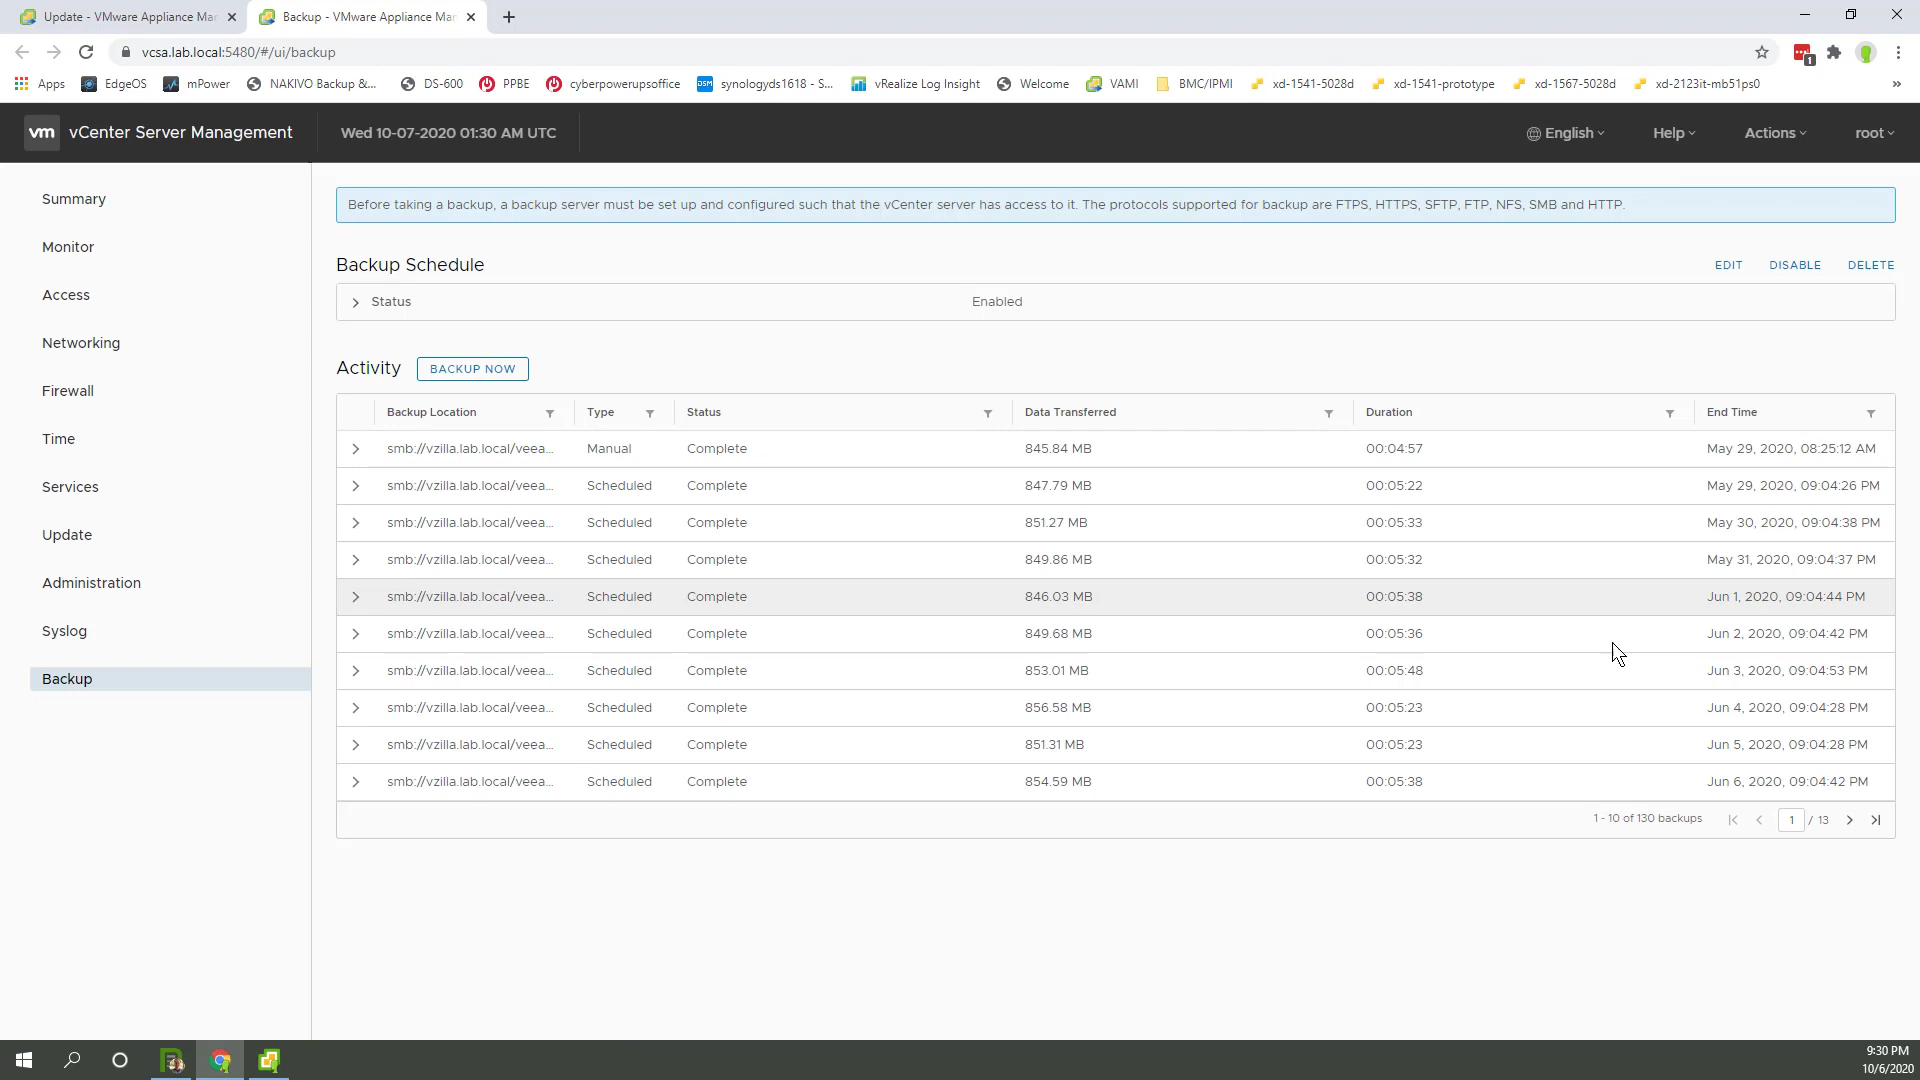 Update - VMware Appliance Mar
Backup - VMware Appliance Mar
vcsa.lab.local:5480/#/ui/backup
1
Apps EdgeOS mPower NAKIVO Backup &... DS-600 PPBE cyberpowerupsoffice DSM synologyds1618 - S... vRealize Log Insight Welcome VAMI BMC/IPMI xd-1541-5028d xd-1541-prototype xd-1567-5028d xd-2123it-mb51ps0 »
vm vCenter Server Management Wed 10-07-2020 01:30 AM UTC English Help Actions root
Summary
Monitor
Access
Networking
Firewall
Time
Services
Update
Administration
Syslog
Backup
Before taking a backup, a backup server must be set up and configured such that the vCenter server has access to it. The protocols supported for backup are FTPS, HTTPS, SFTP, FTP, NFS, SMB and HTTP.
Backup Schedule EDIT DISABLE DELETE
Status Enabled
Activity BACKUP NOW
Backup Location Type Status Data Transferred Duration End Time
smb://vzilla.lab.local/veea... Manual Complete 845.84 MB 00:04:57 May 29, 2020, 08:25:12 AM
smb://vzilla.lab.local/veea... Scheduled Complete 847.79 MB 00:05:22 May 29, 2020, 09:04:26 PM
smb://vzilla.lab.local/veea... Scheduled Complete 851.27 MB 00:05:33 May 30, 2020, 09:04:38 PM
smb://vzilla.lab.local/veea... Scheduled Complete 849.86 MB 00:05:32 May 31, 2020, 09:04:37 PM
smb://vzilla.lab.local/veea... Scheduled Complete 846.03 MB 00:05:38 Jun 1, 2020, 09:04:44 PM
smb://vzilla.lab.local/veea... Scheduled Complete 849.68 MB 00:05:36 Jun 2, 2020, 09:04:42 PM
smb://vzilla.lab.local/veea... Scheduled Complete 853.01 MB 00:05:48 Jun 3, 2020, 09:04:53 PM
smb://vzilla.lab.local/veea... Scheduled Complete 856.58 MB 00:05:23 Jun 4, 2020, 09:04:28 PM
smb://vzilla.lab.local/veea... Scheduled Complete 851.31 MB 00:05:23 Jun 5, 2020, 09:04:28 PM
smb://vzilla.lab.local/veea... Scheduled Complete 854.59 MB 00:05:38 Jun 6, 2020, 09:04:42 PM
1 - 10 of 130 backups 1 / 13
9:30 PM
10/6/2020